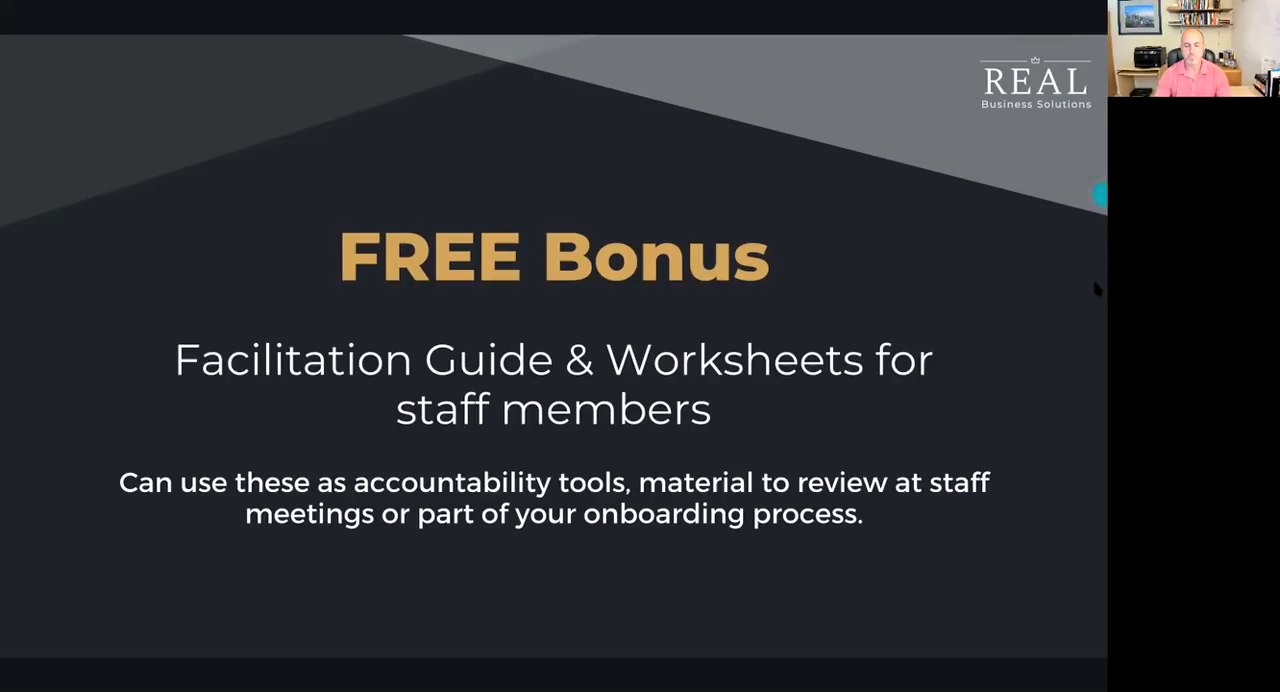 REAL
Business Solutions
FREE Bonus
Facilitation Guide & Worksheets for
staff members
Can use these as accountability tools, material to review at staff
meetings or part of your onboarding process.